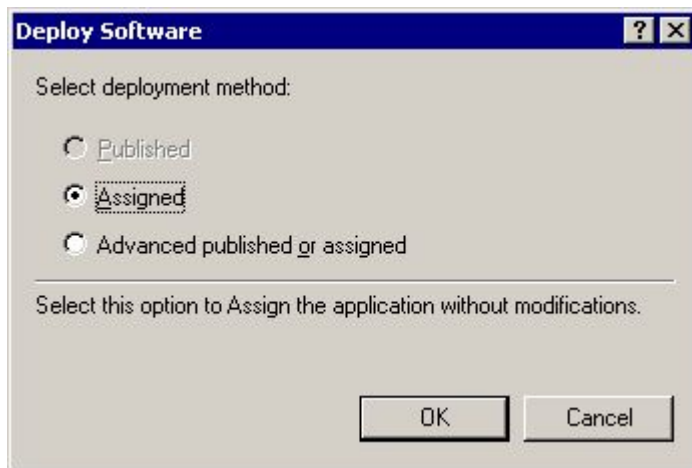 Deploy Software
Select deployment method:
Published
Assigned
Advanced published or assigned
Select this option to Assign the application without modifications.
OK Cancel